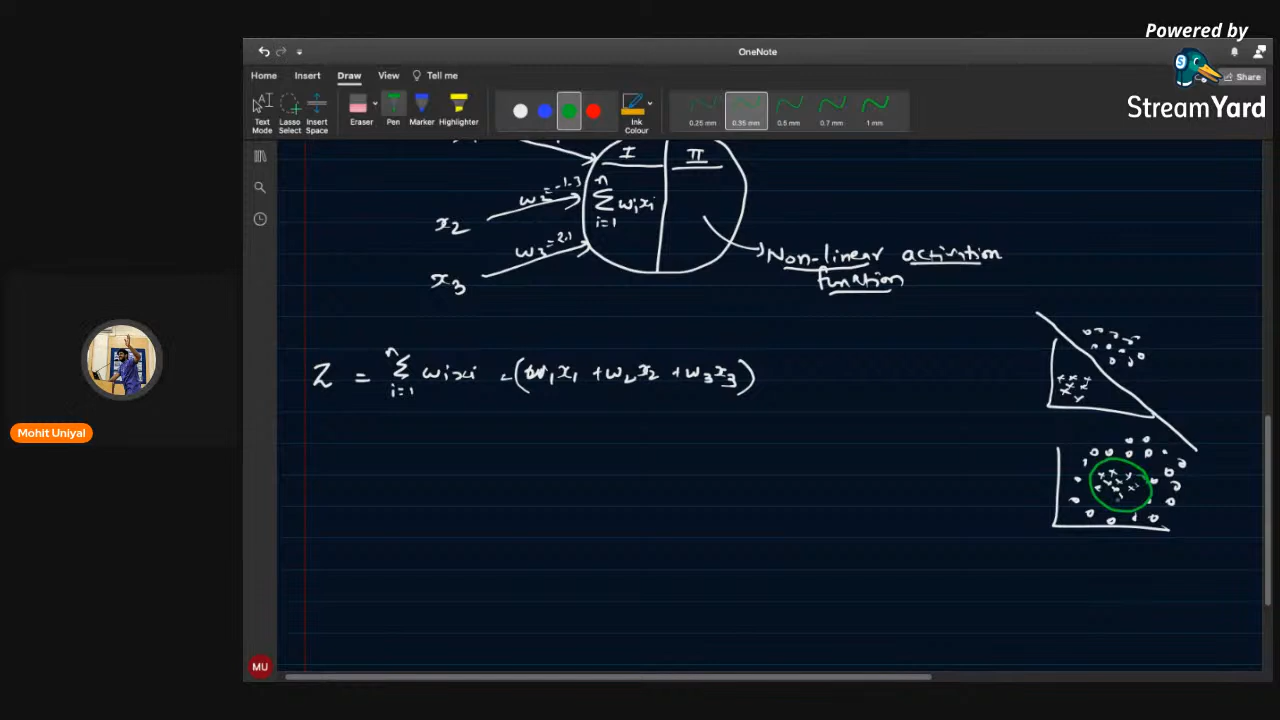 Powered by
StreamYard
OneNote
Home Insert Draw View Tell me
Share
Text Mode
Lasso Select
Insert Space
Eraser
Pen
Marker
Highlighter
Ink Colour
0.25 mm
0.35 mm
0.5 mm
0.7 mm
1 mm
I II
w2=-1.3
x2
n
∑ wixi
i=1
w3=2.1
x3
Non-linear activation
function
Z = n∑i=1 wixi = (w1x1 + w2x2 + w3x3)
Mohit Uniyal
MU